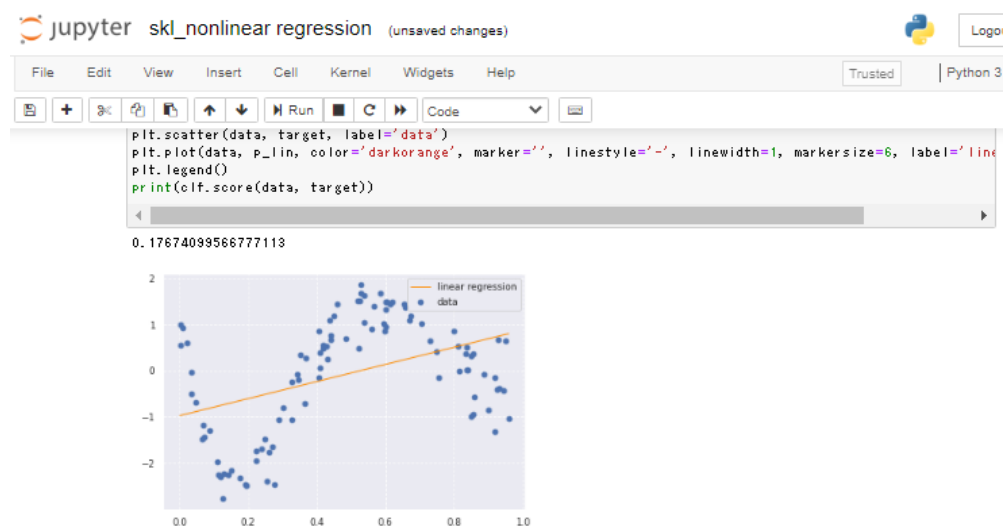 jupyter skl_nonlinear regression (unsaved changes)
Logou
File Edit View Insert Cell Kernel Widgets Help
Trusted Python 3
Run Code
plt.scatter(data, target, label='data')
plt.plot(data, p_lin, color='darkorange', marker='', linestyle='-', linewidth=1, markersize=6, label='line
plt.legend()
print(clf.score(data, target))
0.17674099566777113
linear regression
data
2
1
0
−1
−2
0.0 0.2 0.4 0.6 0.8 1.0